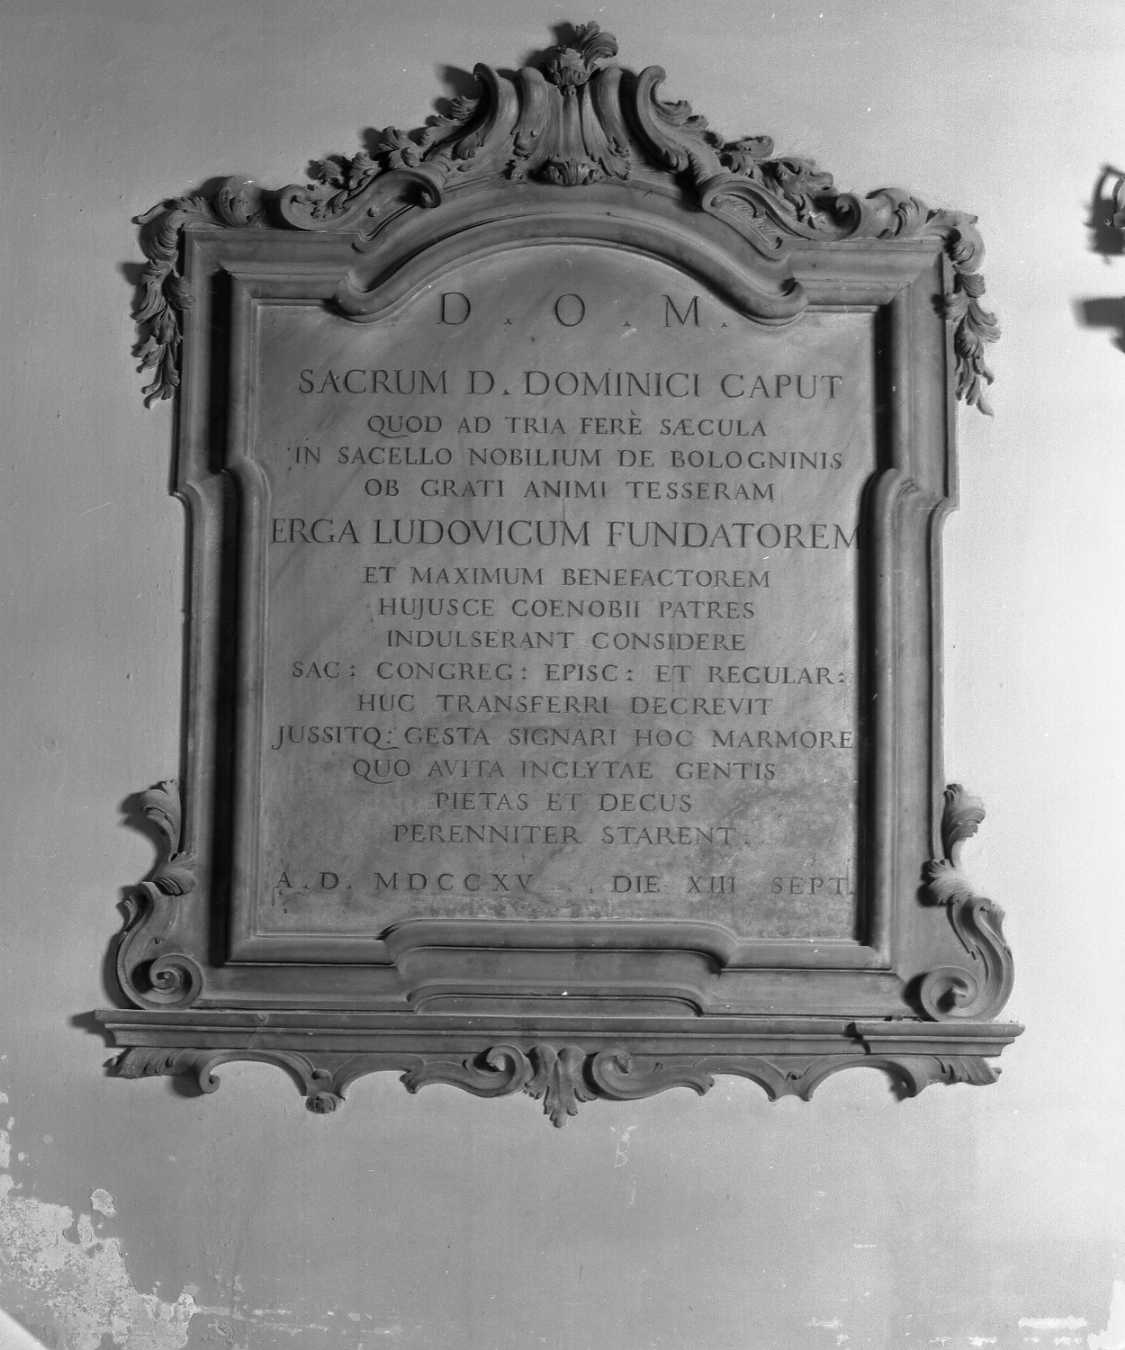 D . O . M .
SACRUM D. DOMINICI CAPUT
QUOD AD TRIA FERÈ SÆCULA
IN SACELLO NOBILIUM DE BOLOGNINIS
OB GRATI ANIMI TESSERAM
ERGA LUDOVICUM FUNDATOREM
ET MAXIMUM BENEFACTOREM
HUJUSCE COENOBII PATRES
INDULSERANT CONSIDERE
SAC: CONGREG: EPISC: ET REGULAR:
HUC TRANSFERRI DECREVIT
JUSSITQ: GESTA SIGNARI HOC MARMORE
QUO AVITA INCLYTAE GENTIS
PIETAS ET DECUS
PERENNITER STARENT.
A. D. MDCCXV . DIE XIII SEPT.